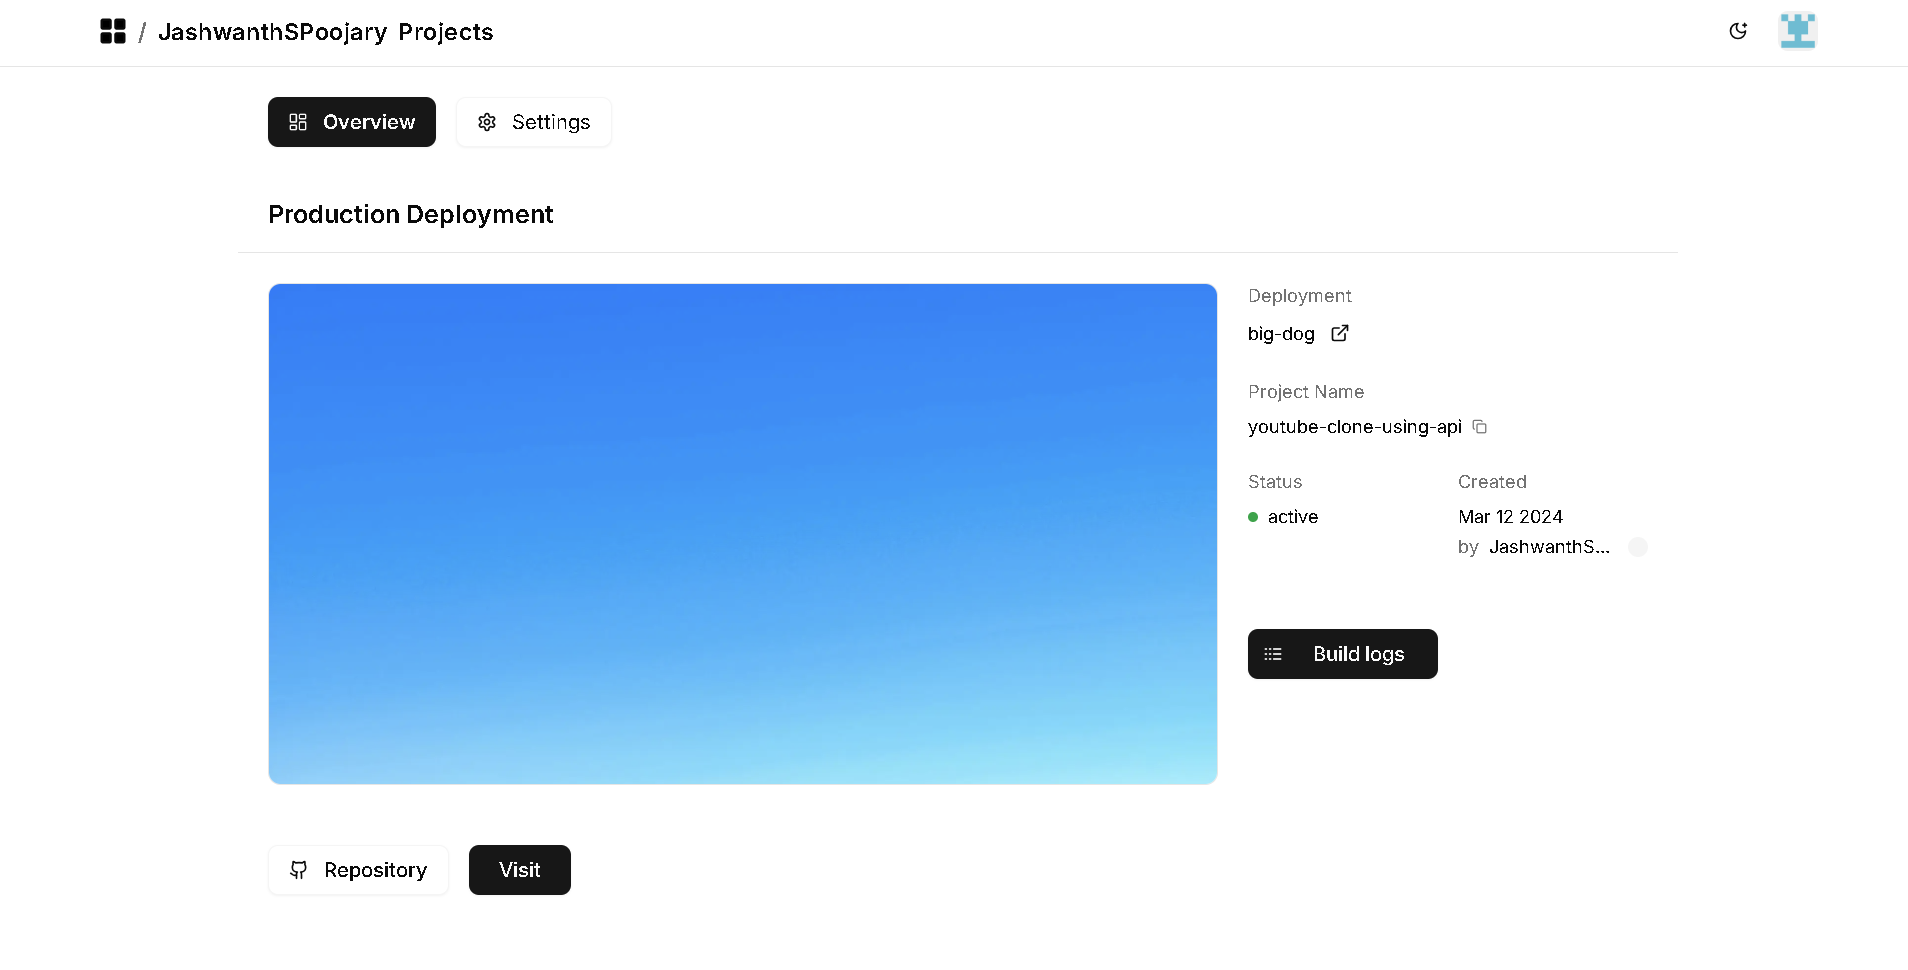 / JashwanthSPoojary Projects
Overview
Settings
Production Deployment
Deployment
big-dog
Project Name
youtube-clone-using-api
Status
Created
active
Mar 12 2024
by JashwanthS...
Build logs
Repository
Visit